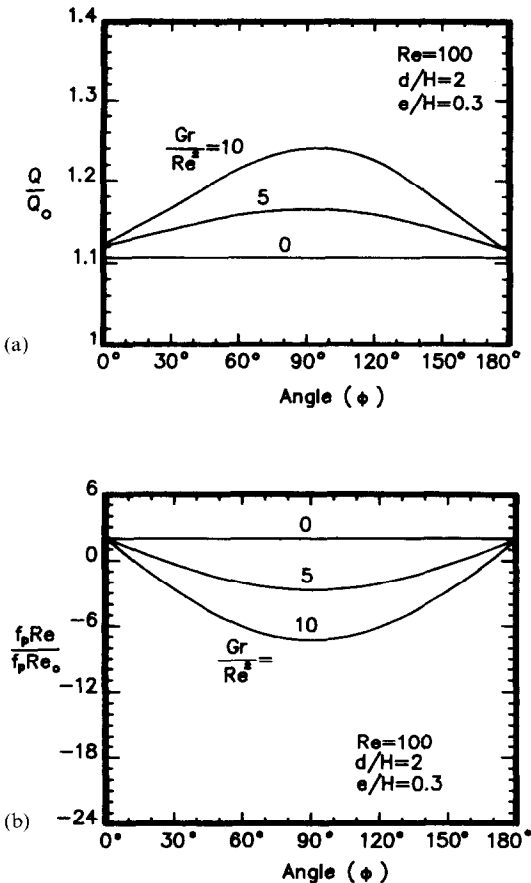 1.4
1.3
1.2
1.1
1
Q
Q₀
Re=100
d/H=2
e/H=0.3
Gr
Re² =10
5
0
0° 30° 60° 90° 120° 150° 180°
Angle ( ϕ )
(a)
6
0
-6
-12
-18
-24
fₚRe
fₚRe₀
0
5
10
Gr
Re² =
Re=100
d/H=2
e/H=0.3
0° 30° 60° 90° 120° 150° 180°
Angle ( ϕ )
(b)